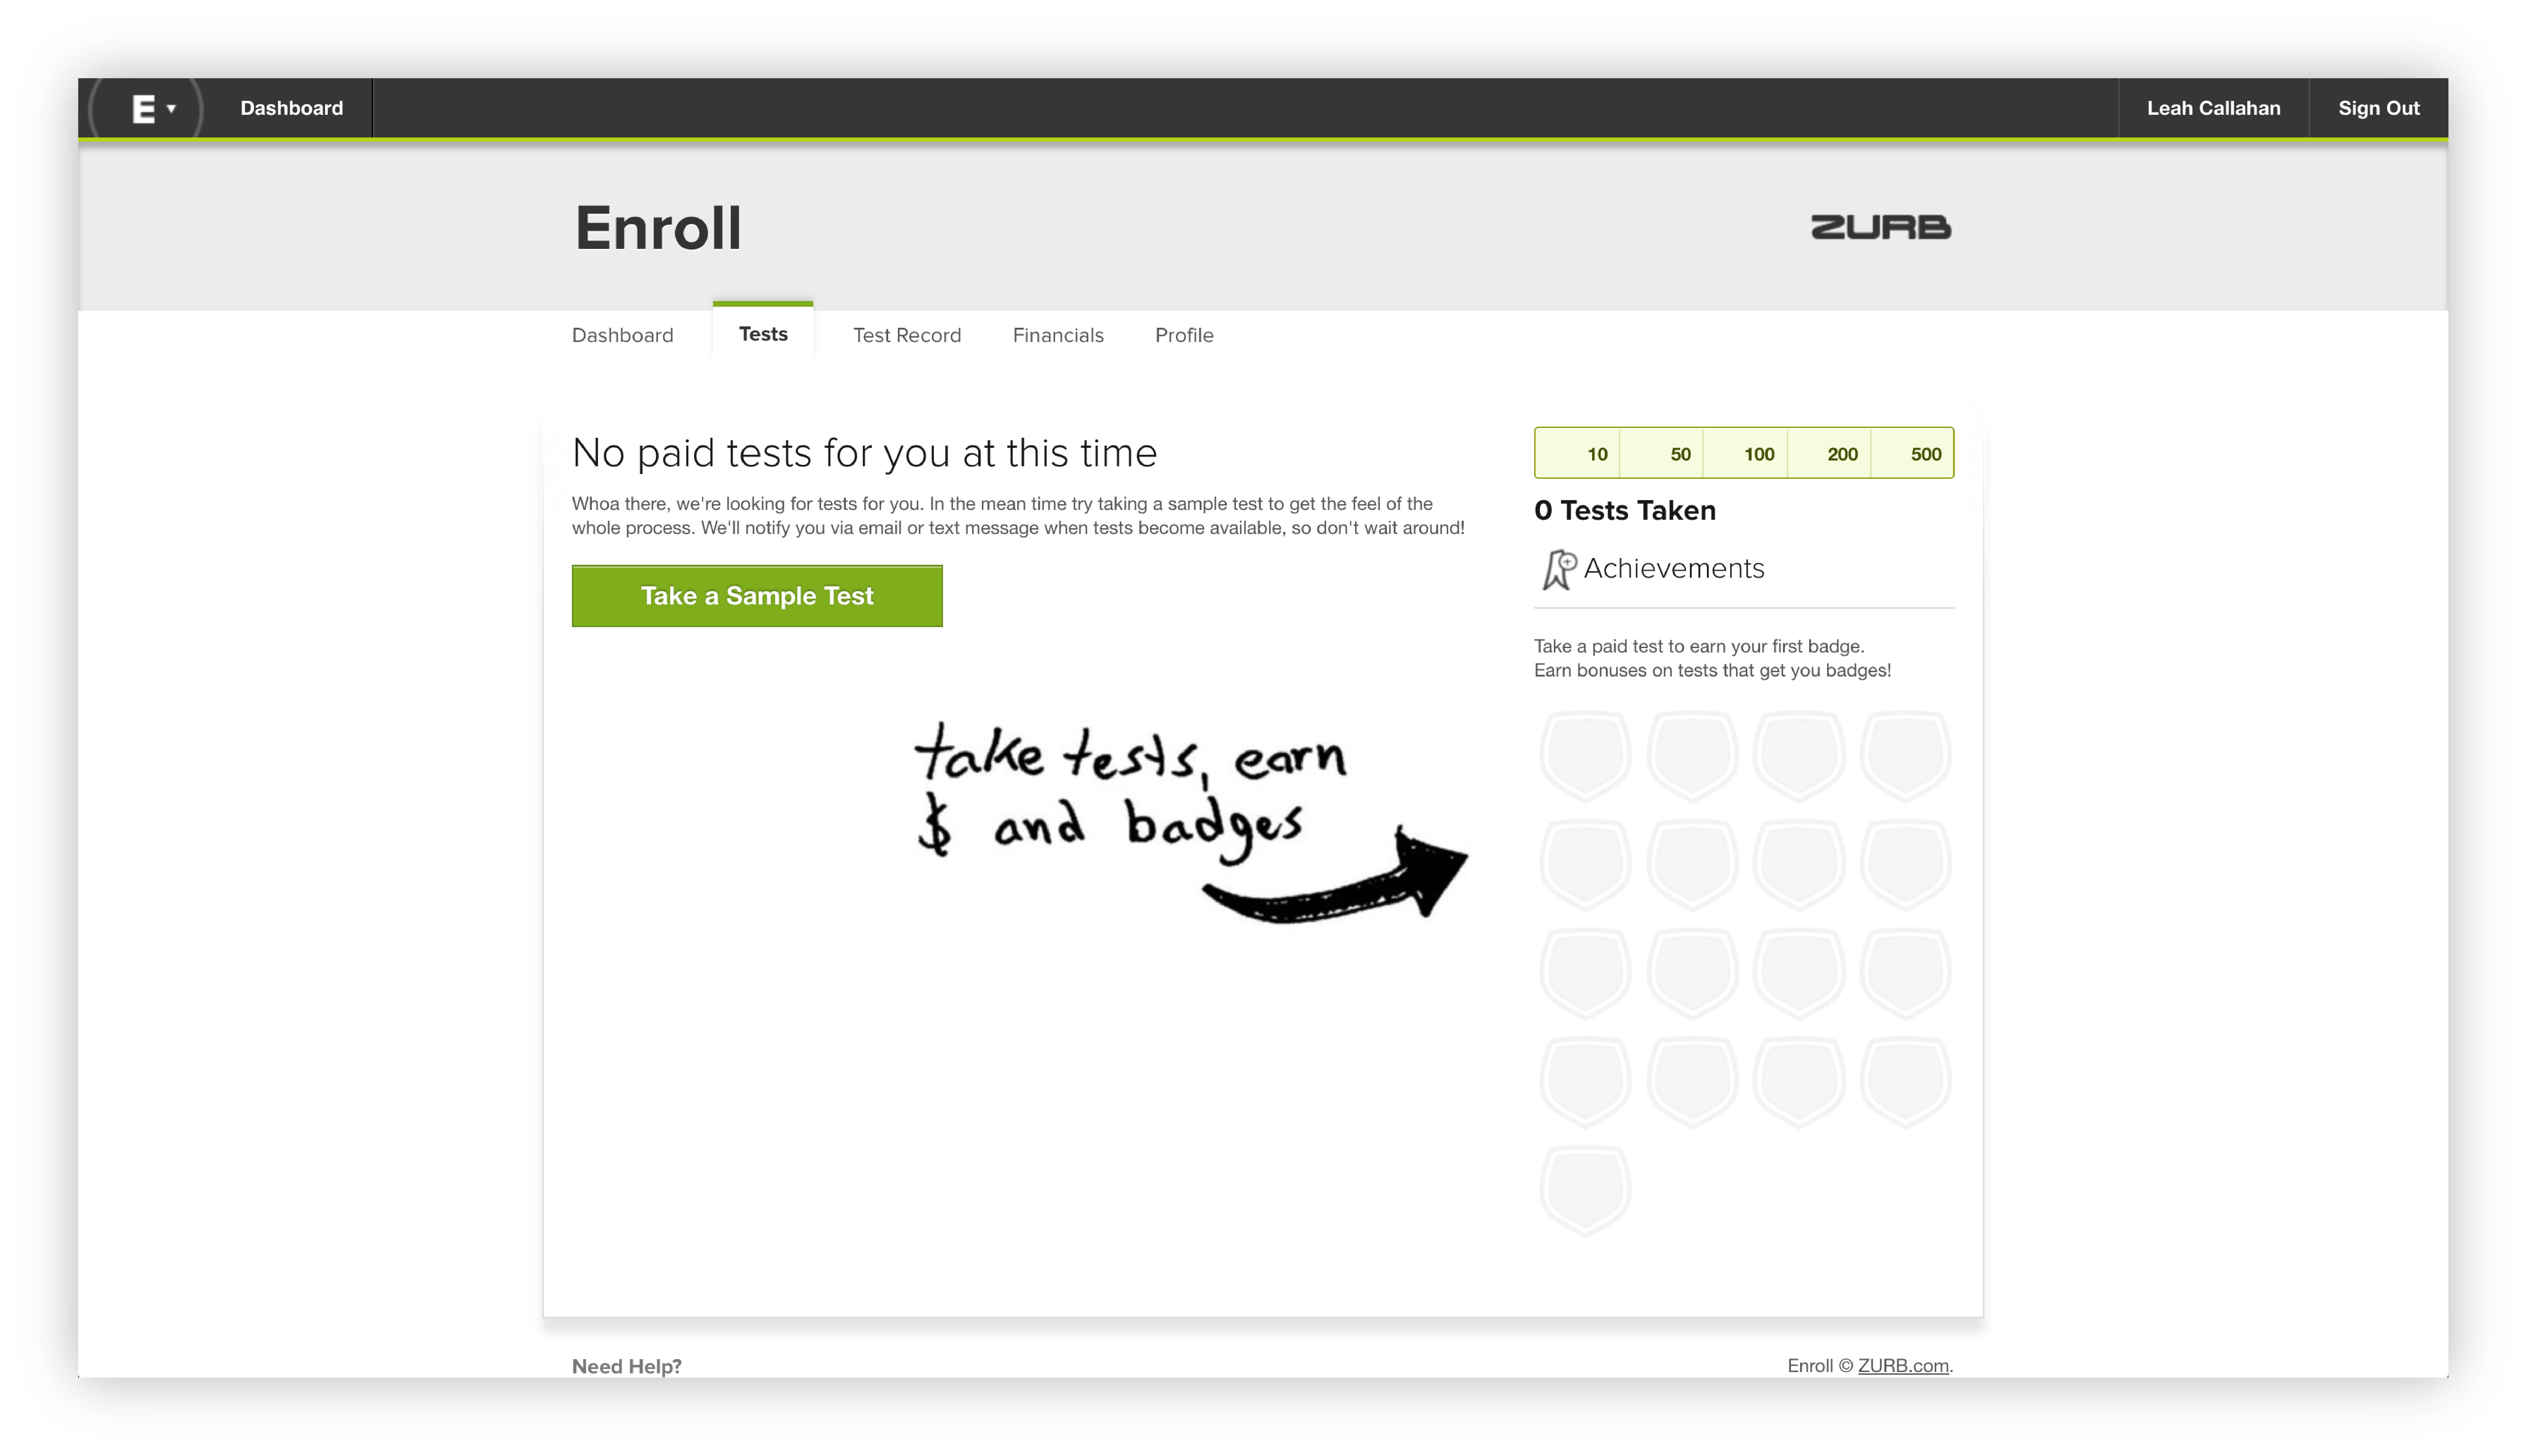 E Dashboard Leah Callahan Sign Out
Enroll ZURB
Dashboard Tests Test Record Financials Profile
No paid tests for you at this time
Whoa there, we're looking for tests for you. In the mean time try taking a sample test to get the feel of the
whole process. We'll notify you via email or text message when tests become available, so don't wait around!
Take a Sample Test
take tests, earn
$ and badges
10 50 100 200 500
0 Tests Taken
Achievements
Take a paid test to earn your first badge.
Earn bonuses on tests that get you badges!
Need Help?
Enroll © ZURB.com.